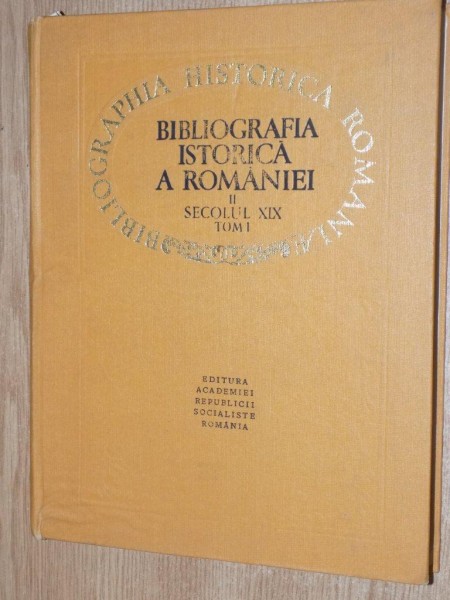 BIBLIOGRAPHIA HISTORICA ROMANIAE
BIBLIOGRAFIA
ISTORICĂ
A ROMÂNIEI
II
SECOLUL XIX
TOM I
EDITURA
ACADEMIEI
REPUBLICII
SOCIALISTE
ROMÂNIA